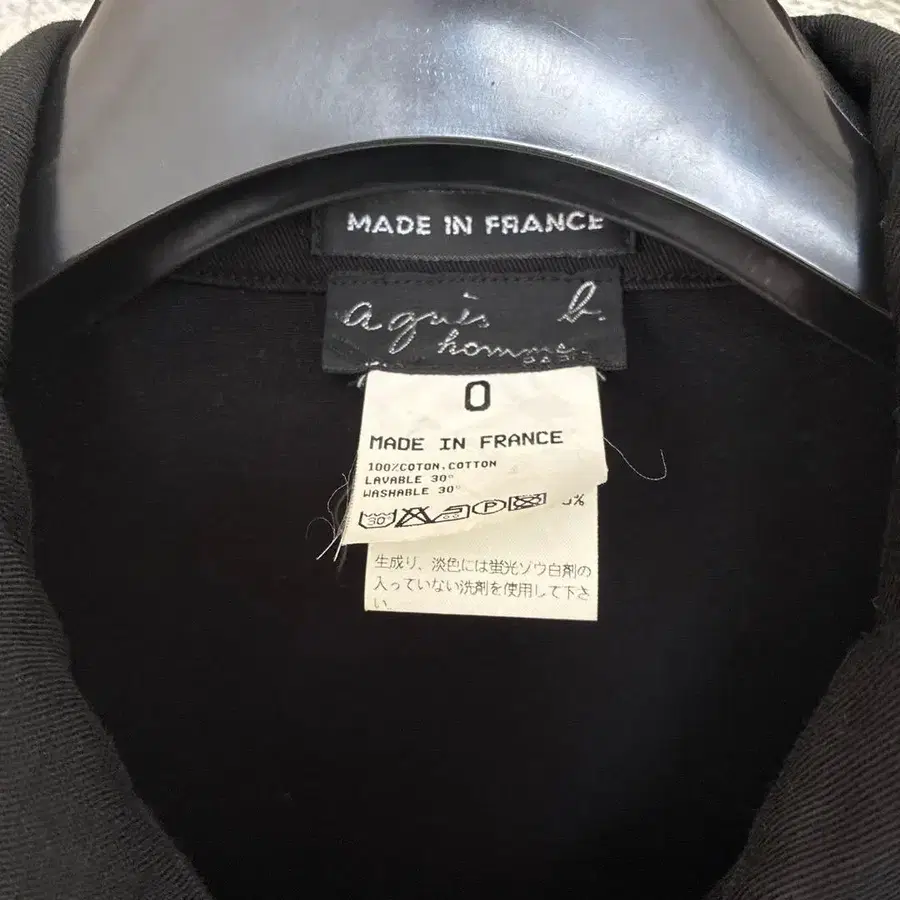 MADE IN FRANCE
agnès b.
homme
PARIS
0
MADE IN FRANCE
100%COTON.COTTON
LAVABLE 30°
WASHABLE 30°
30° P
%
生成り、淡色には蛍光ゾウ白剤の
入っていない洗剤を使用して下さ
い。